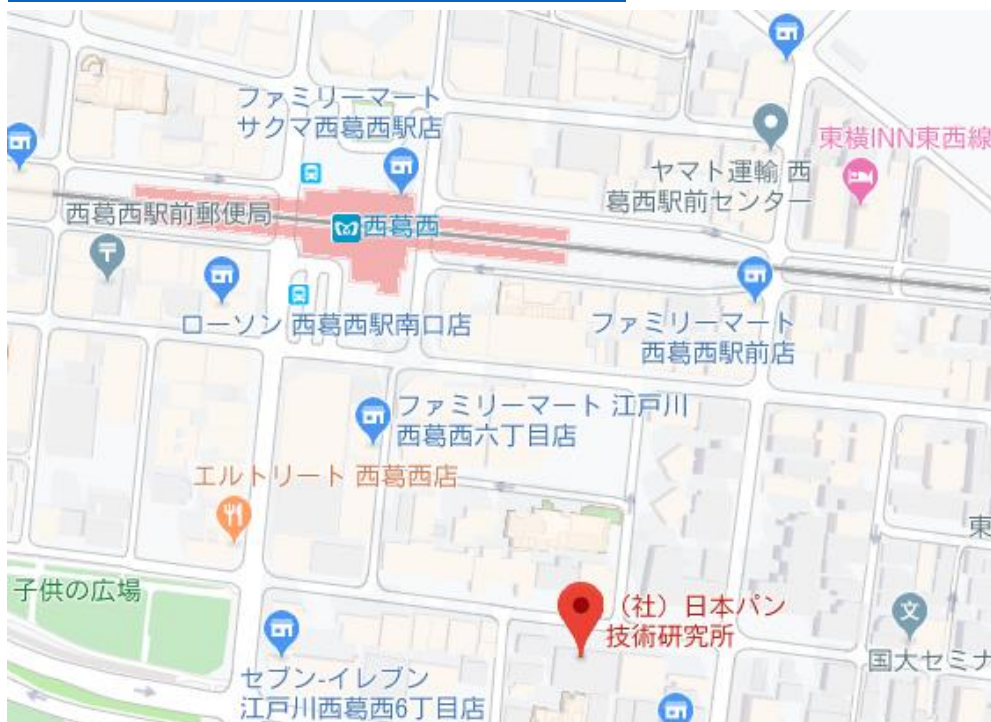 ファミリーマート
サクマ西葛西駅店
東横INN東西線
ヤマト運輸 西
葛西駅前センター
西葛西駅前郵便局
西葛西
ローソン 西葛西駅南口店
ファミリーマート
西葛西駅前店
ファミリーマート 江戸川
西葛西六丁目店
エルトリート 西葛西店
東
子供の広場
(社)日本パン
技術研究所
文
国大セミナ
セブン-イレブン
江戸川西葛西6丁目店